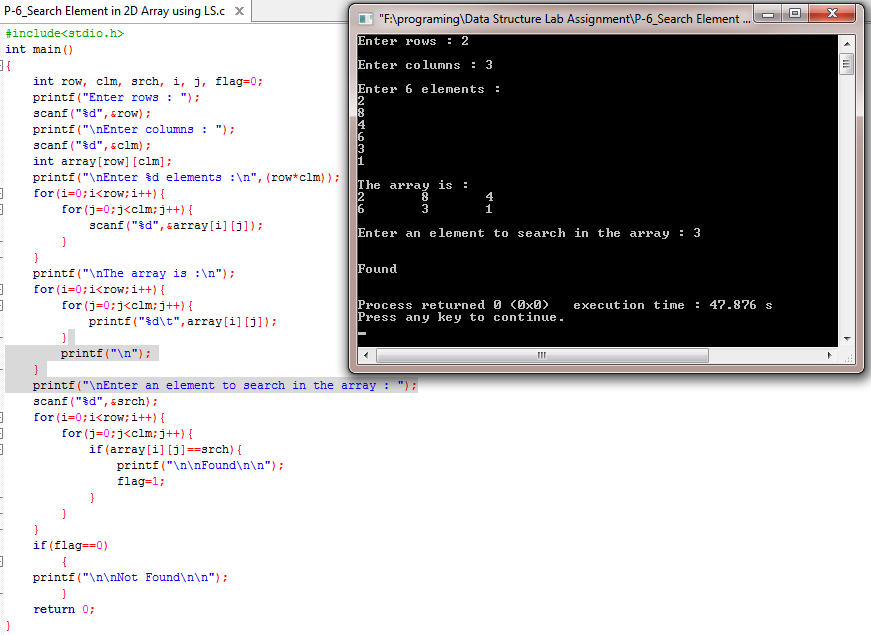 P-6_Search Element in 2D Array using LS.c
#include<stdio.h>
int main()
{
    int row, clm, srch, i, j, flag=0;
    printf("Enter rows : ");
    scanf("%d",&row);
    printf("\nEnter columns : ");
    scanf("%d",&clm);
    int array[row][clm];
    printf("\nEnter %d elements :\n",(row*clm));
    for(i=0;i<row;i++){
        for(j=0;j<clm;j++){
            scanf("%d",&array[i][j]);
        }
    }
    printf("\nThe array is :\n");
    for(i=0;i<row;i++){
        for(j=0;j<clm;j++){
            printf("%d\t",array[i][j]);
        }
        printf("\n");
    }
    printf("\nEnter an element to search in the array : ");
    scanf("%d",&srch);
    for(i=0;i<row;i++){
        for(j=0;j<clm;j++){
            if(array[i][j]==srch){
                printf("\n\nFound\n\n");
                flag=1;
            }
        }
    }
    if(flag==0)
        {
    printf("\n\nNot Found\n\n");
        }
    return 0;
}
"F:\programing\Data Structure Lab Assignment\P-6_Search Element ...
Enter rows : 2
Enter columns : 3
Enter 6 elements :
2
8
4
6
3
1
The array is :
2       8       4
6       3       1
Enter an element to search in the array : 3
Found
Process returned 0 (0x0)   execution time : 47.876 s
Press any key to continue.